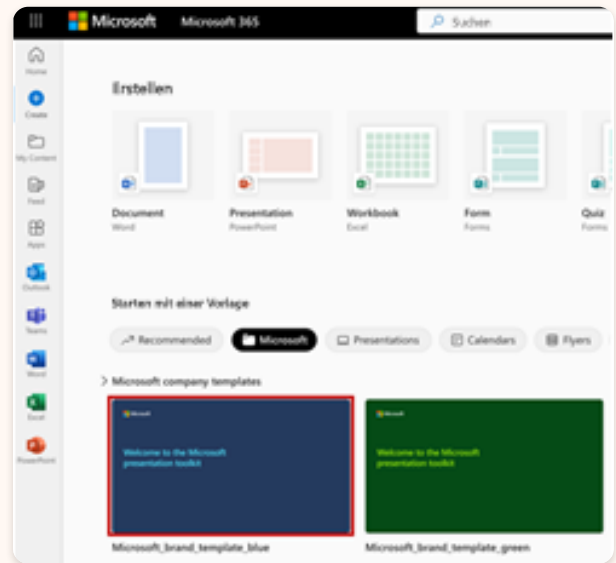 Microsoft Microsoft 365 Suchen
Home
Create
My Content
Feed
Apps
Outlook
Teams
Word
Excel
PowerPoint
Erstellen
Document Presentation Workbook Form Quiz
Word PowerPoint Excel Forms Forms
Starten mit einer Vorlage
Recommended Microsoft Presentations Calendars Flyers
Microsoft company templates
Microsoft Microsoft
Welcome to the Microsoft
presentation toolkit
Welcome to the Microsoft
presentation toolkit
Microsoft_brand_template_blue Microsoft_brand_template_green